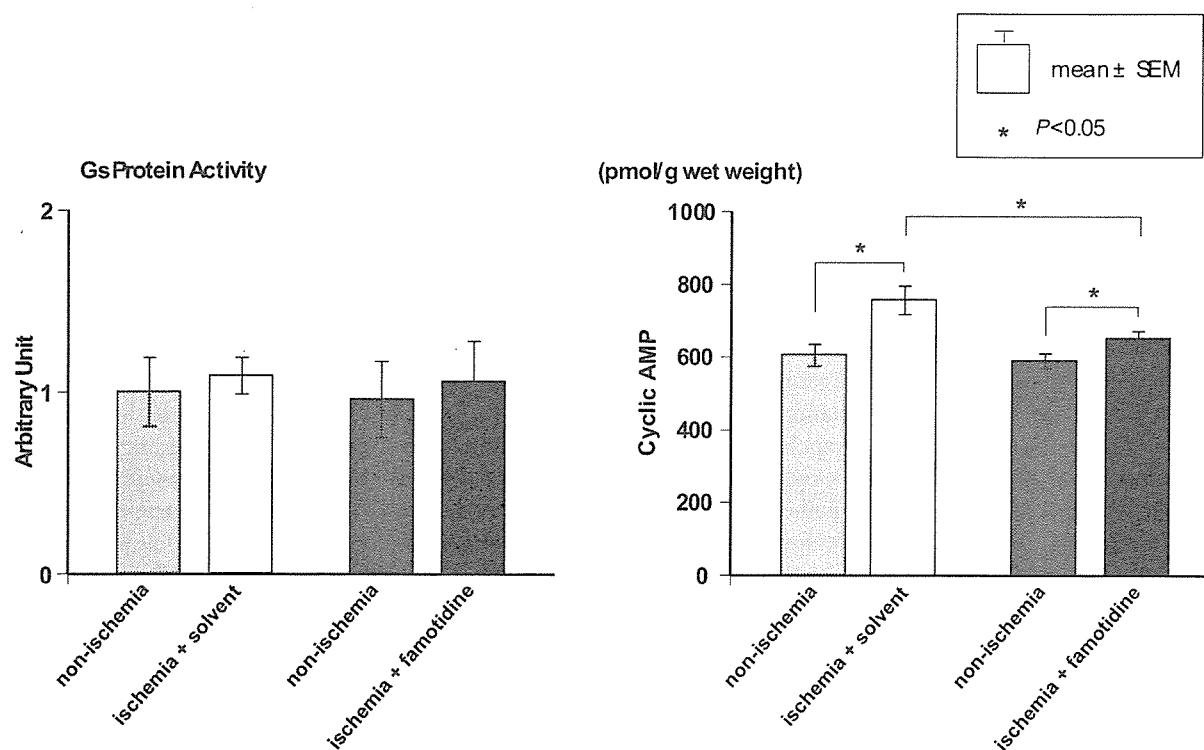 mean ± SEM
* P<0.05
Gs Protein Activity
2
1
0
Arbitrary Unit
non-ischemia
ischemia + solvent
non-ischemia
ischemia + famotidine
(pmol/g wet weight)
1000
800
600
400
200
0
Cyclic AMP
*
*
*
non-ischemia
ischemia + solvent
non-ischemia
ischemia + famotidine